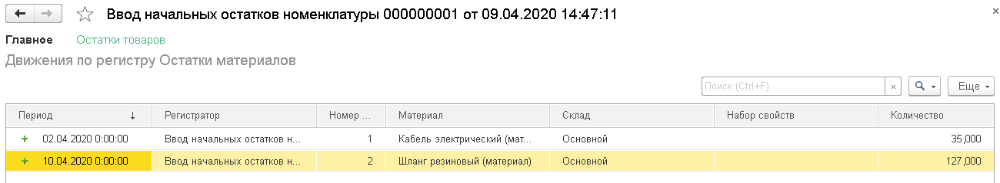 Ввод начальных остатков номенклатуры 000000001 от 09.04.2020 14:47:11
Главное Остатки товаров
Движения по регистру Остатки материалов
Поиск (Ctrl+F) × Еще
Период ↓ Регистратор Номер ... Материал Склад Набор свойств Количество
+ 02.04.2020 0:00:00 Ввод начальных остатков н... 1 Кабель электрический (мат... Основной 35,000
+ 10.04.2020 0:00:00 Ввод начальных остатков н... 2 Шланг резиновый (материал) Основной 127,000